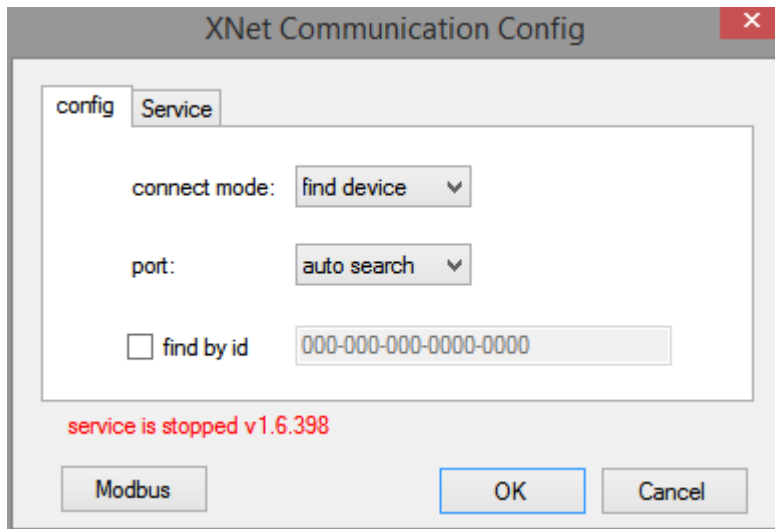 XNet Communication Config
config Service
connect mode: find device
port: auto search
find by id 000-000-000-0000-0000
service is stopped v1.6.398
Modbus OK Cancel